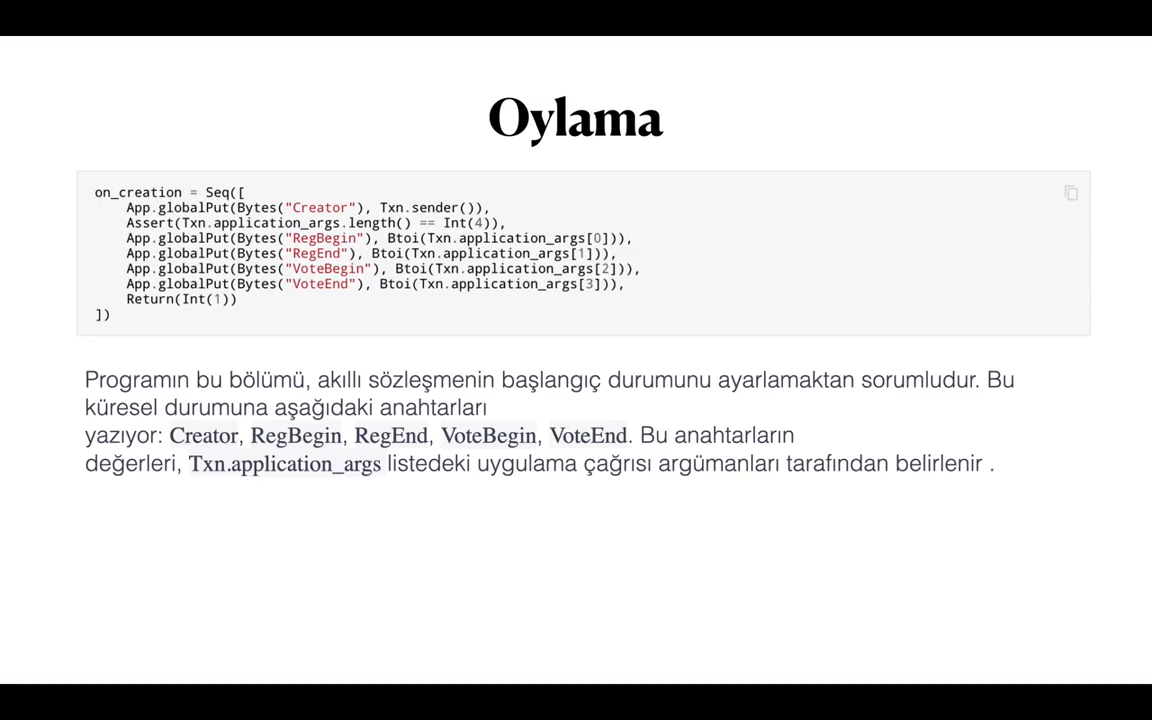 Oylama
on_creation = Seq([
    App.globalPut(Bytes("Creator"), Txn.sender()),
    Assert(Txn.application_args.length() == Int(4)),
    App.globalPut(Bytes("RegBegin"), Btoi(Txn.application_args[0])),
    App.globalPut(Bytes("RegEnd"), Btoi(Txn.application_args[1])),
    App.globalPut(Bytes("VoteBegin"), Btoi(Txn.application_args[2])),
    App.globalPut(Bytes("VoteEnd"), Btoi(Txn.application_args[3])),
    Return(Int(1))
])
Programın bu bölümü, akıllı sözleşmenin başlangıç durumunu ayarlamaktan sorumludur. Bu
küresel durumuna aşağıdaki anahtarları
yazıyor: Creator, RegBegin, RegEnd, VoteBegin, VoteEnd. Bu anahtarların
değerleri, Txn.application_args listedeki uygulama çağrısı argümanları tarafından belirlenir .